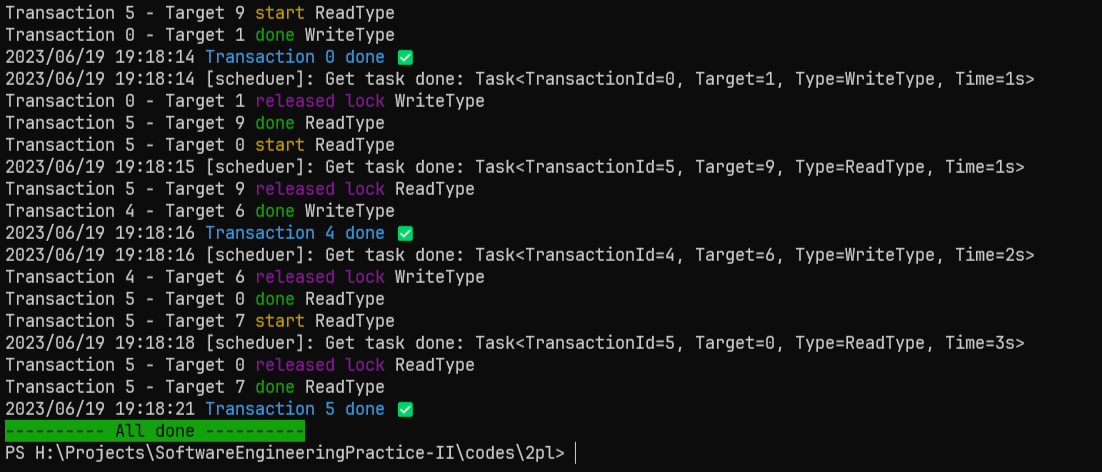 Transaction 5 - Target 9 start ReadType
Transaction 0 - Target 1 done WriteType
2023/06/19 19:18:14 Transaction 0 done ✅
2023/06/19 19:18:14 [scheduer]: Get task done: Task<TransactionId=0, Target=1, Type=WriteType, Time=1s>
Transaction 0 - Target 1 released lock WriteType
Transaction 5 - Target 9 done ReadType
Transaction 5 - Target 0 start ReadType
2023/06/19 19:18:15 [scheduer]: Get task done: Task<TransactionId=5, Target=9, Type=ReadType, Time=1s>
Transaction 5 - Target 9 released lock ReadType
Transaction 4 - Target 6 done WriteType
2023/06/19 19:18:16 Transaction 4 done ✅
2023/06/19 19:18:16 [scheduer]: Get task done: Task<TransactionId=4, Target=6, Type=WriteType, Time=2s>
Transaction 4 - Target 6 released lock WriteType
Transaction 5 - Target 0 done ReadType
Transaction 5 - Target 7 start ReadType
2023/06/19 19:18:18 [scheduer]: Get task done: Task<TransactionId=5, Target=0, Type=ReadType, Time=3s>
Transaction 5 - Target 0 released lock ReadType
Transaction 5 - Target 7 done ReadType
2023/06/19 19:18:21 Transaction 5 done ✅
---------- All done ----------
PS H:\Projects\SoftwareEngineeringPractice-II\codes\2pl>